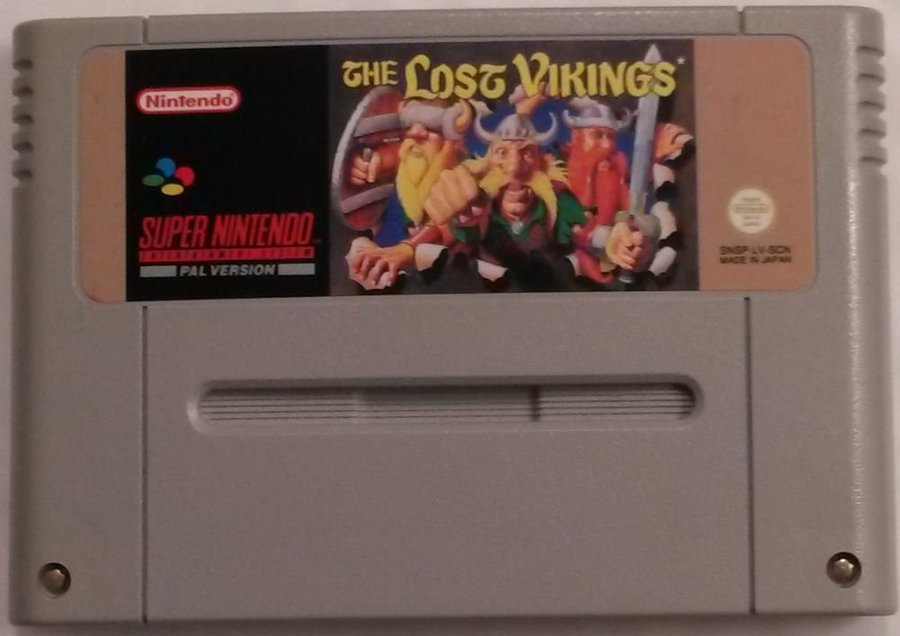 Nintendo
SUPER NINTENDO
ENTERTAINMENT SYSTEM
PAL VERSION
THE LOST VIKINGS
SNSP-LV-SCN
MADE IN JAPAN